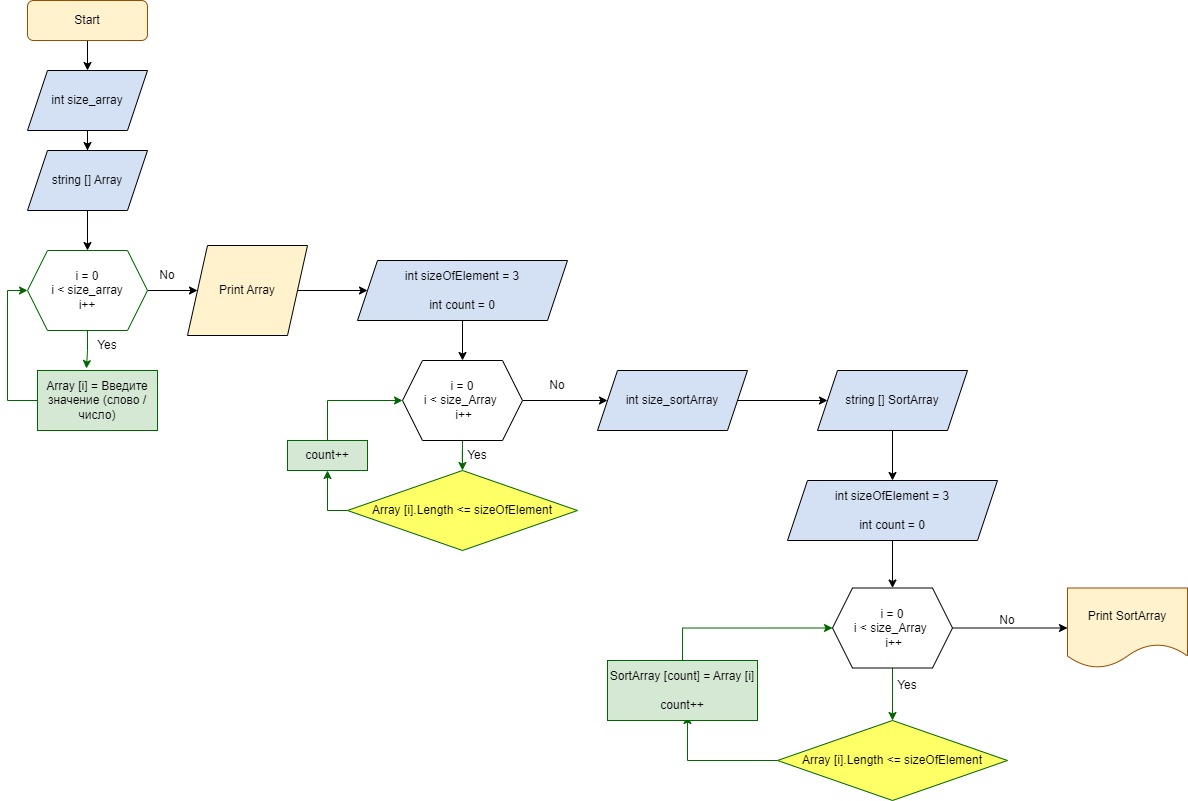 Start
int size_array
string [] Array
i = 0
i < size_array
i++
No
Yes
Array [i] = Введите
значение (слово /
число)
Print Array
int sizeOfElement = 3
int count = 0
i = 0
i < size_Array
i++
No
Yes
count++
Array [i].Length <= sizeOfElement
int size_sortArray
string [] SortArray
int sizeOfElement = 3
int count = 0
i = 0
i < size_Array
i++
No
Yes
Print SortArray
SortArray [count] = Array [i]
count++
Array [i].Length <= sizeOfElement